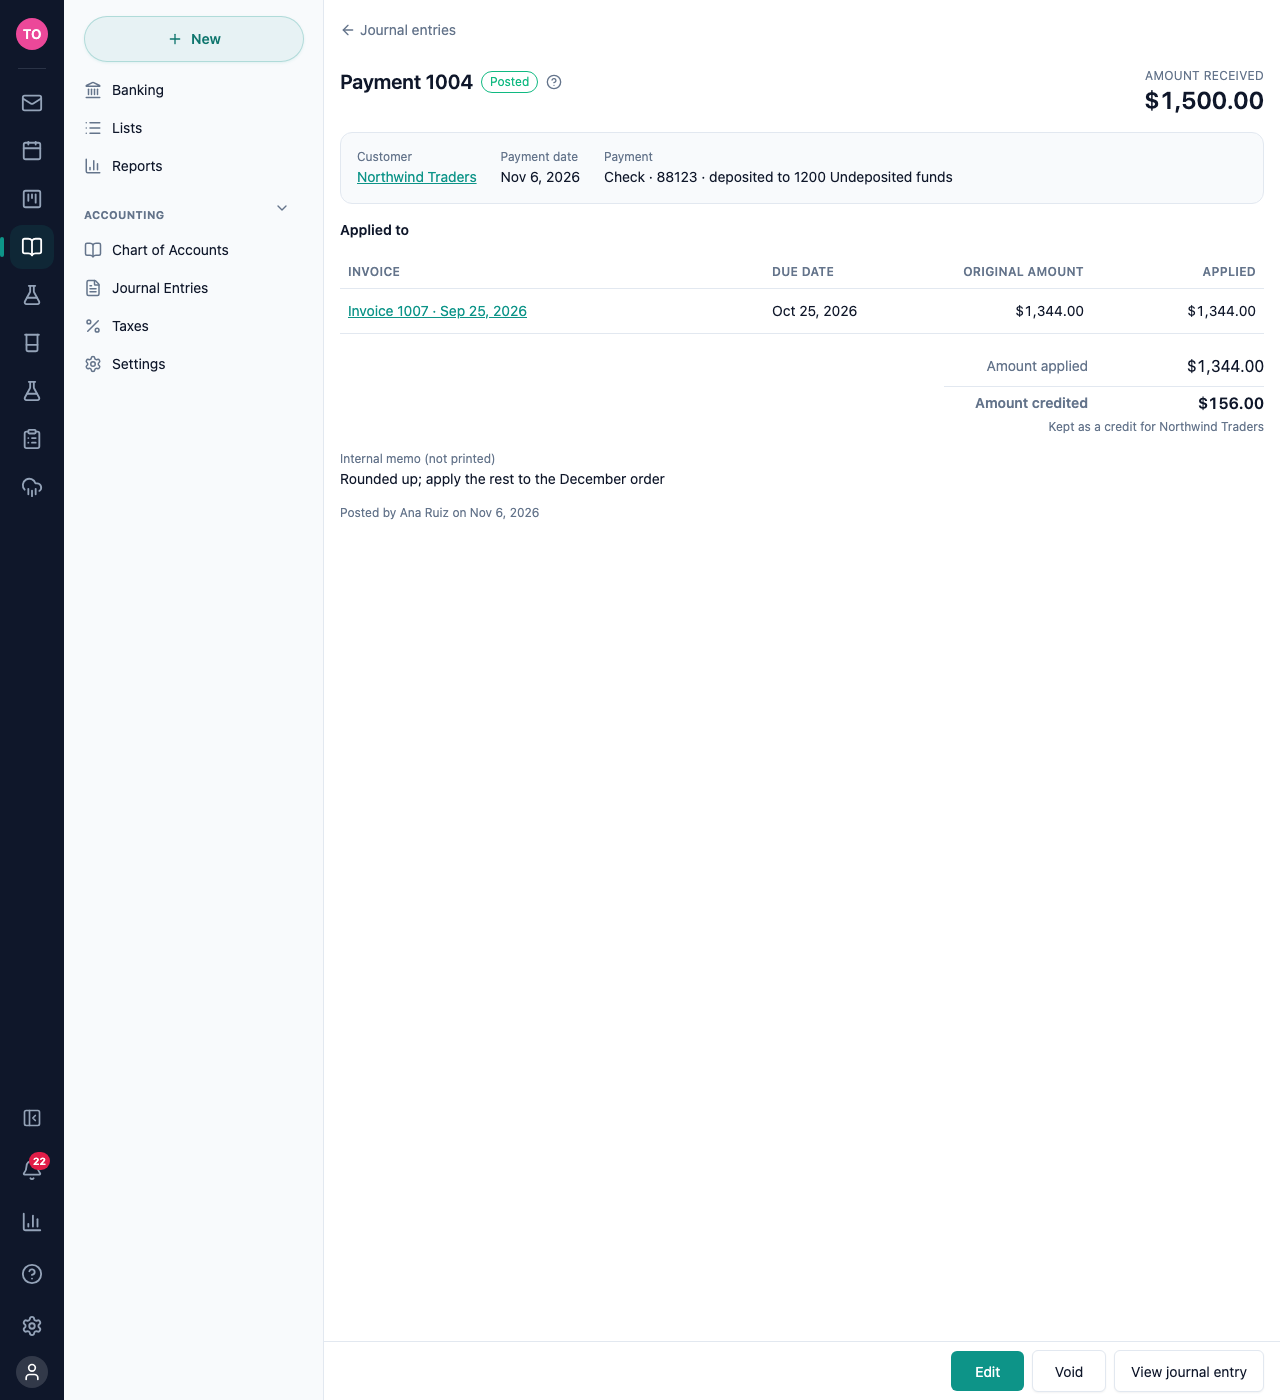 TO
New
Banking
Lists
Reports
ACCOUNTING
Chart of Accounts
Journal Entries
Taxes
Settings
22
Journal entries
Payment 1004 Posted
AMOUNT RECEIVED
$1,500.00
Customer Payment date Payment
Northwind Traders Nov 6, 2026 Check · 88123 · deposited to 1200 Undeposited funds
Applied to
INVOICE DUE DATE ORIGINAL AMOUNT APPLIED
Invoice 1007 · Sep 25, 2026 Oct 25, 2026 $1,344.00 $1,344.00
Amount applied $1,344.00
Amount credited $156.00
Kept as a credit for Northwind Traders
Internal memo (not printed)
Rounded up; apply the rest to the December order
Posted by Ana Ruiz on Nov 6, 2026
Edit Void View journal entry